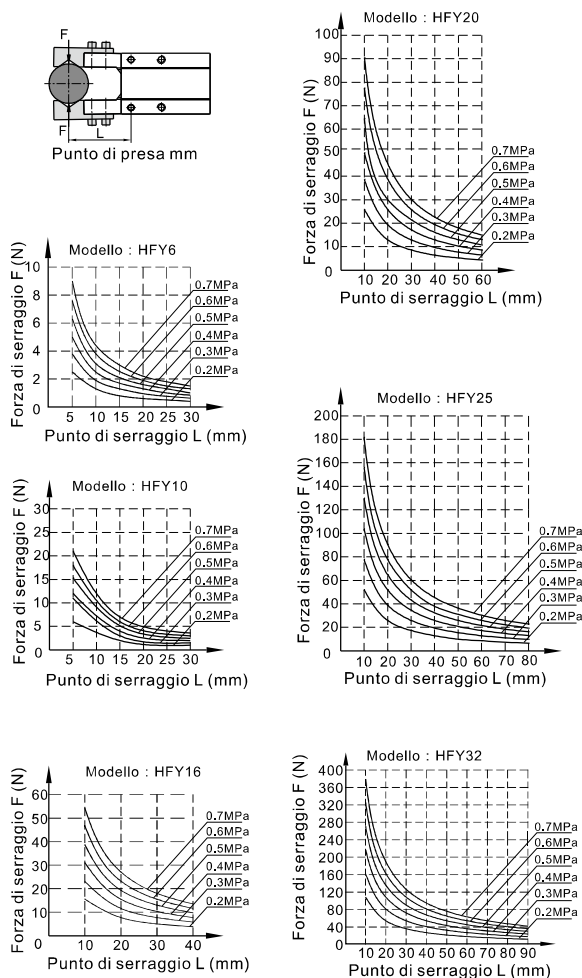 F
F
L
Punto di presa mm
Modello : HFY6
Forza di serraggio F (N)
10
8
6
4
2
0
0.7MPa
0.6MPa
0.5MPa
0.4MPa
0.3MPa
0.2MPa
5 10 15 20 25 30
Punto di serraggio L (mm)
Modello : HFY10
Forza di serraggio F (N)
30
25
20
15
10
5
0
0.7MPa
0.6MPa
0.5MPa
0.4MPa
0.3MPa
0.2MPa
5 10 15 20 25 30
Punto di serraggio L (mm)
Modello : HFY16
Forza di serraggio F (N)
60
50
40
30
20
10
0
0.7MPa
0.6MPa
0.5MPa
0.4MPa
0.3MPa
0.2MPa
10 20 30 40
Punto di serraggio L (mm)
Modello : HFY20
Forza di serraggio F (N)
100
90
80
70
60
50
40
30
20
10
0
0.7MPa
0.6MPa
0.5MPa
0.4MPa
0.3MPa
0.2MPa
10 20 30 40 50 60
Punto di serraggio L (mm)
Modello : HFY25
Forza di serraggio F (N)
200
180
160
140
120
100
80
60
40
20
0
0.7MPa
0.6MPa
0.5MPa
0.4MPa
0.3MPa
0.2MPa
10 20 30 40 50 60 70 80
Punto di serraggio L (mm)
Modello : HFY32
Forza di serraggio F (N)
400
360
320
280
240
200
160
120
80
40
0
0.7MPa
0.6MPa
0.5MPa
0.4MPa
0.3MPa
0.2MPa
10 20 30 40 50 60 70 80 90
Punto di serraggio L (mm)